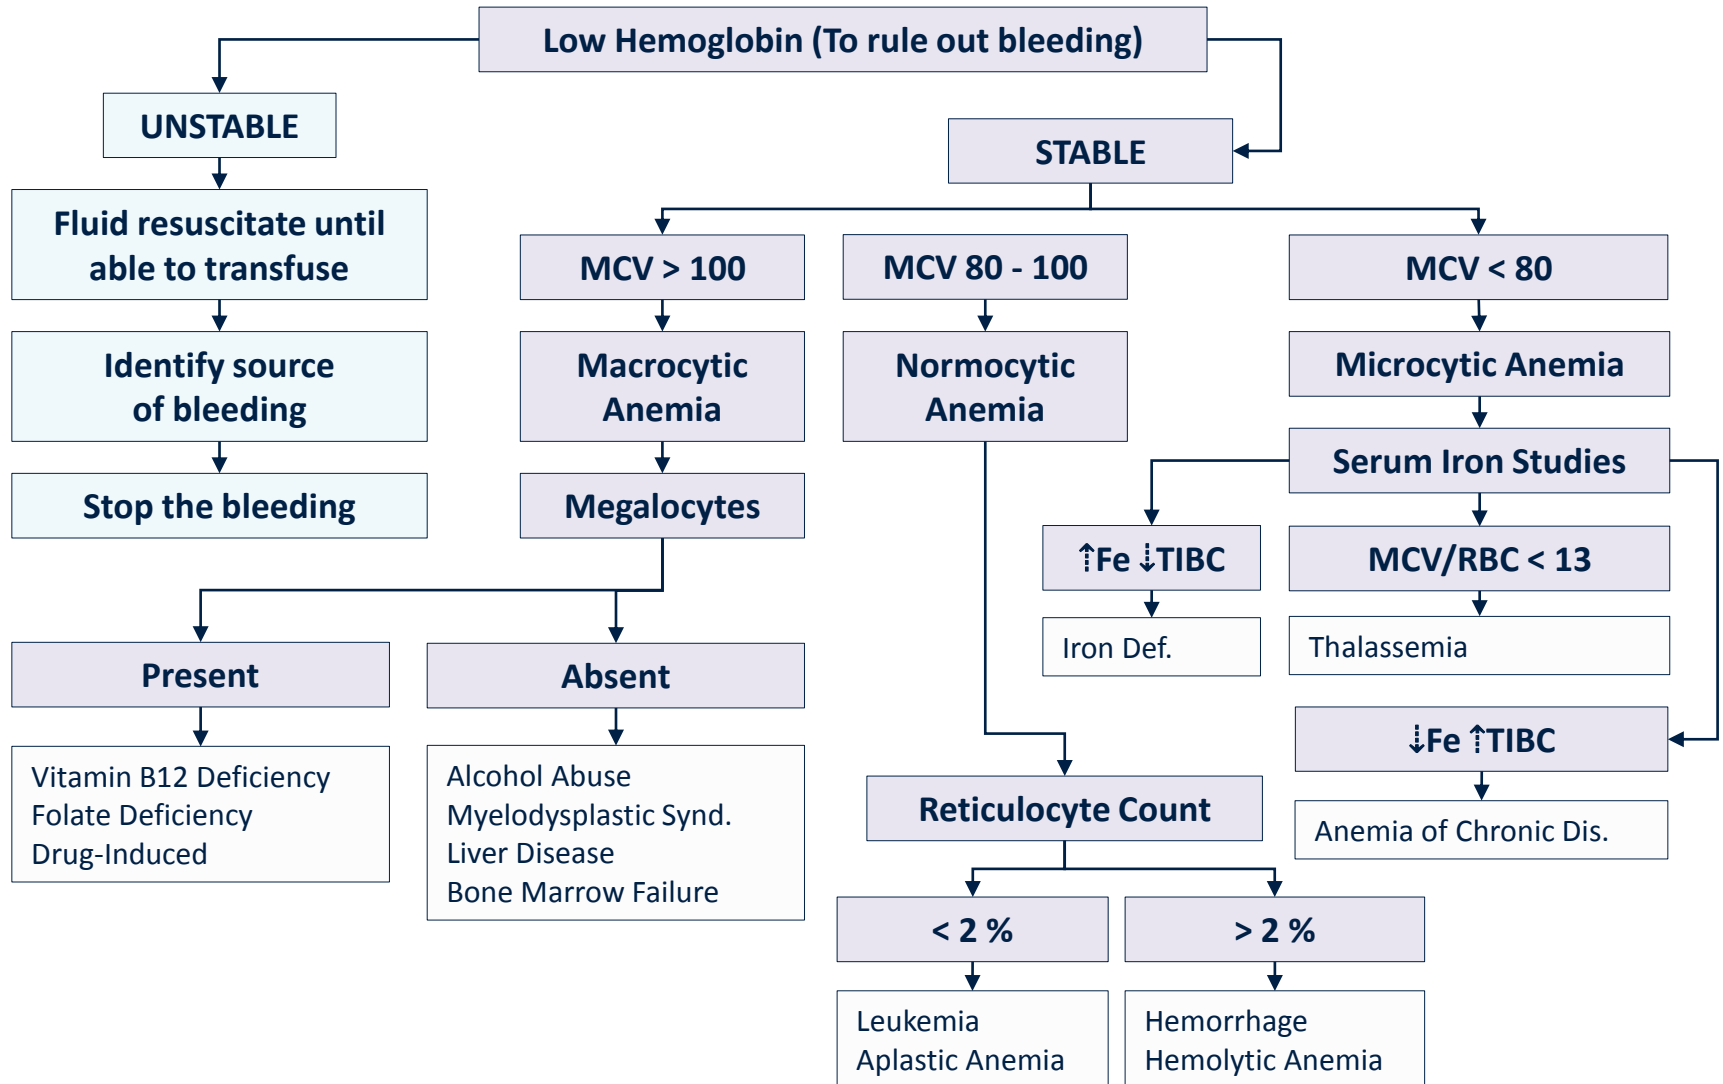 Low Hemoglobin (To rule out bleeding)
UNSTABLE
Fluid resuscitate until
able to transfuse
Identify source
of bleeding
Stop the bleeding
STABLE
MCV > 100
Macrocytic
Anemia
Megalocytes
Present
Vitamin B12 Deficiency
Folate Deficiency
Drug-Induced
Absent
Alcohol Abuse
Myelodysplastic Synd.
Liver Disease
Bone Marrow Failure
MCV 80 - 100
Normocytic
Anemia
Reticulocyte Count
< 2 %
Leukemia
Aplastic Anemia
> 2 %
Hemorrhage
Hemolytic Anemia
MCV < 80
Microcytic Anemia
Serum Iron Studies
⇡Fe ⇣TIBC
Iron Def.
MCV/RBC < 13
Thalassemia
⇣Fe ⇡TIBC
Anemia of Chronic Dis.